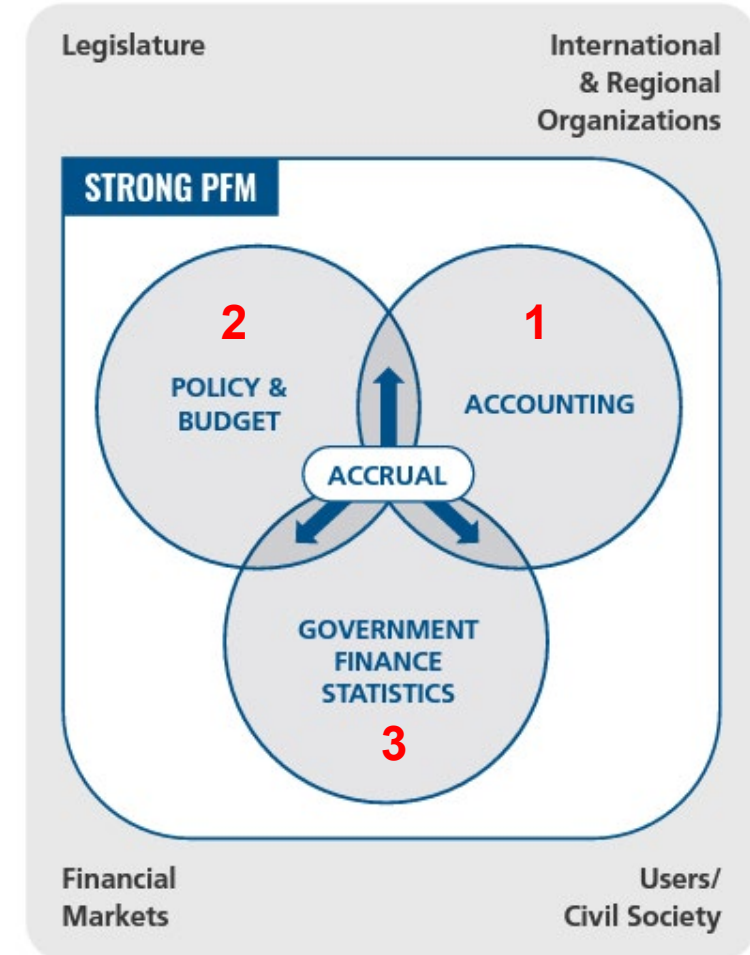 Legislature
International
& Regional
Organizations
STRONG PFM
2
1
POLICY &
BUDGET
ACCOUNTING
ACCRUAL
GOVERNMENT
FINANCE
STATISTICS
3
Financial
Markets
Users/
Civil Society